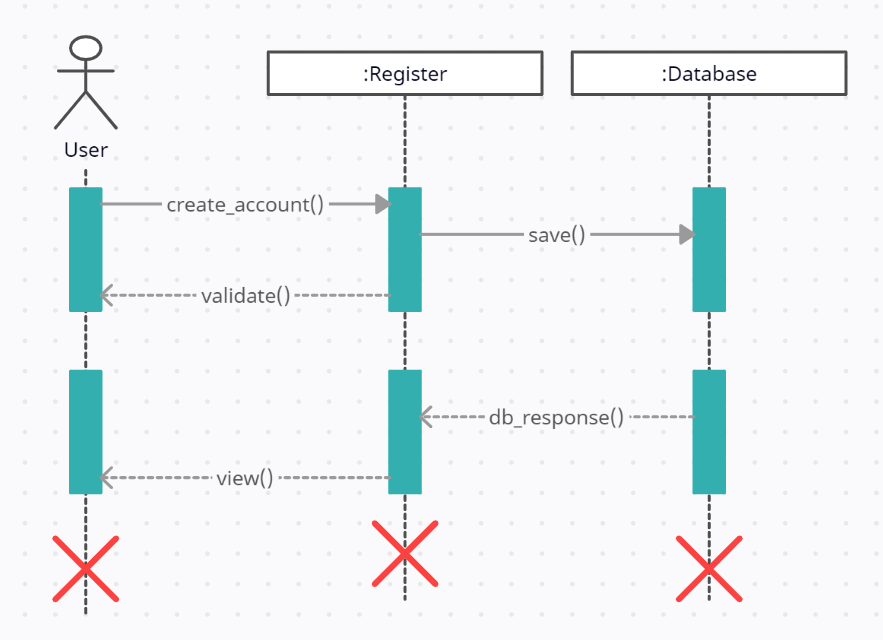 :Register
:Database
User
create_account()
save()
validate()
db_response()
view()